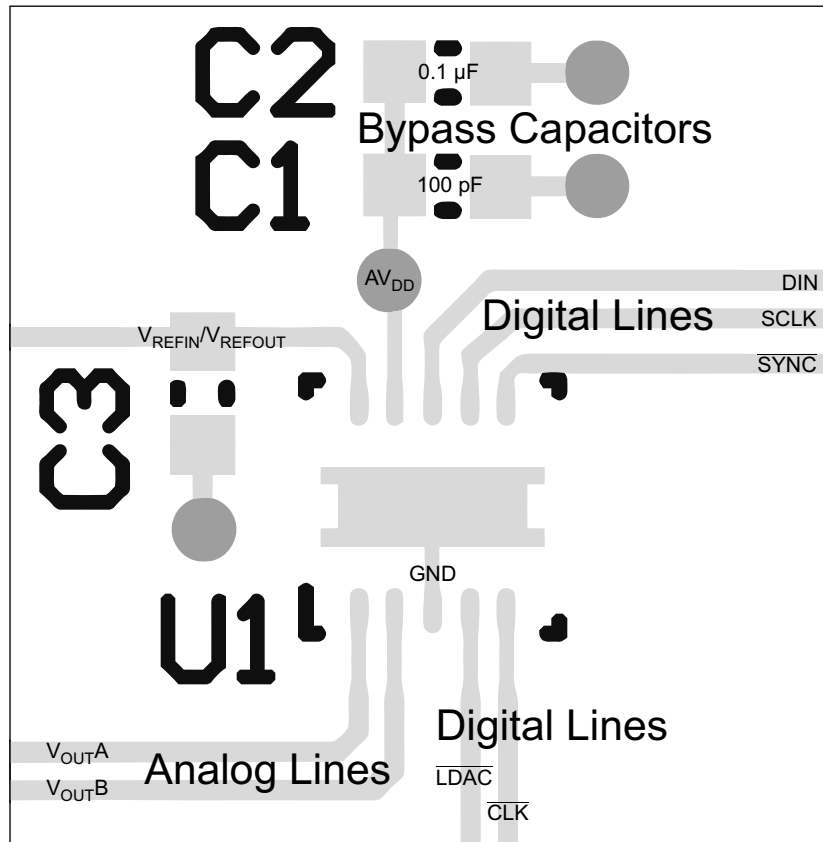 C2
0.1 µF
Bypass Capacitors
C1
100 pF
AVDD
DIN
Digital Lines
SCLK
VREFIN/VREFOUT
SYNC
C3
GND
U1
Digital Lines
VOUTA
Analog Lines
LDAC
VOUTB
CLK